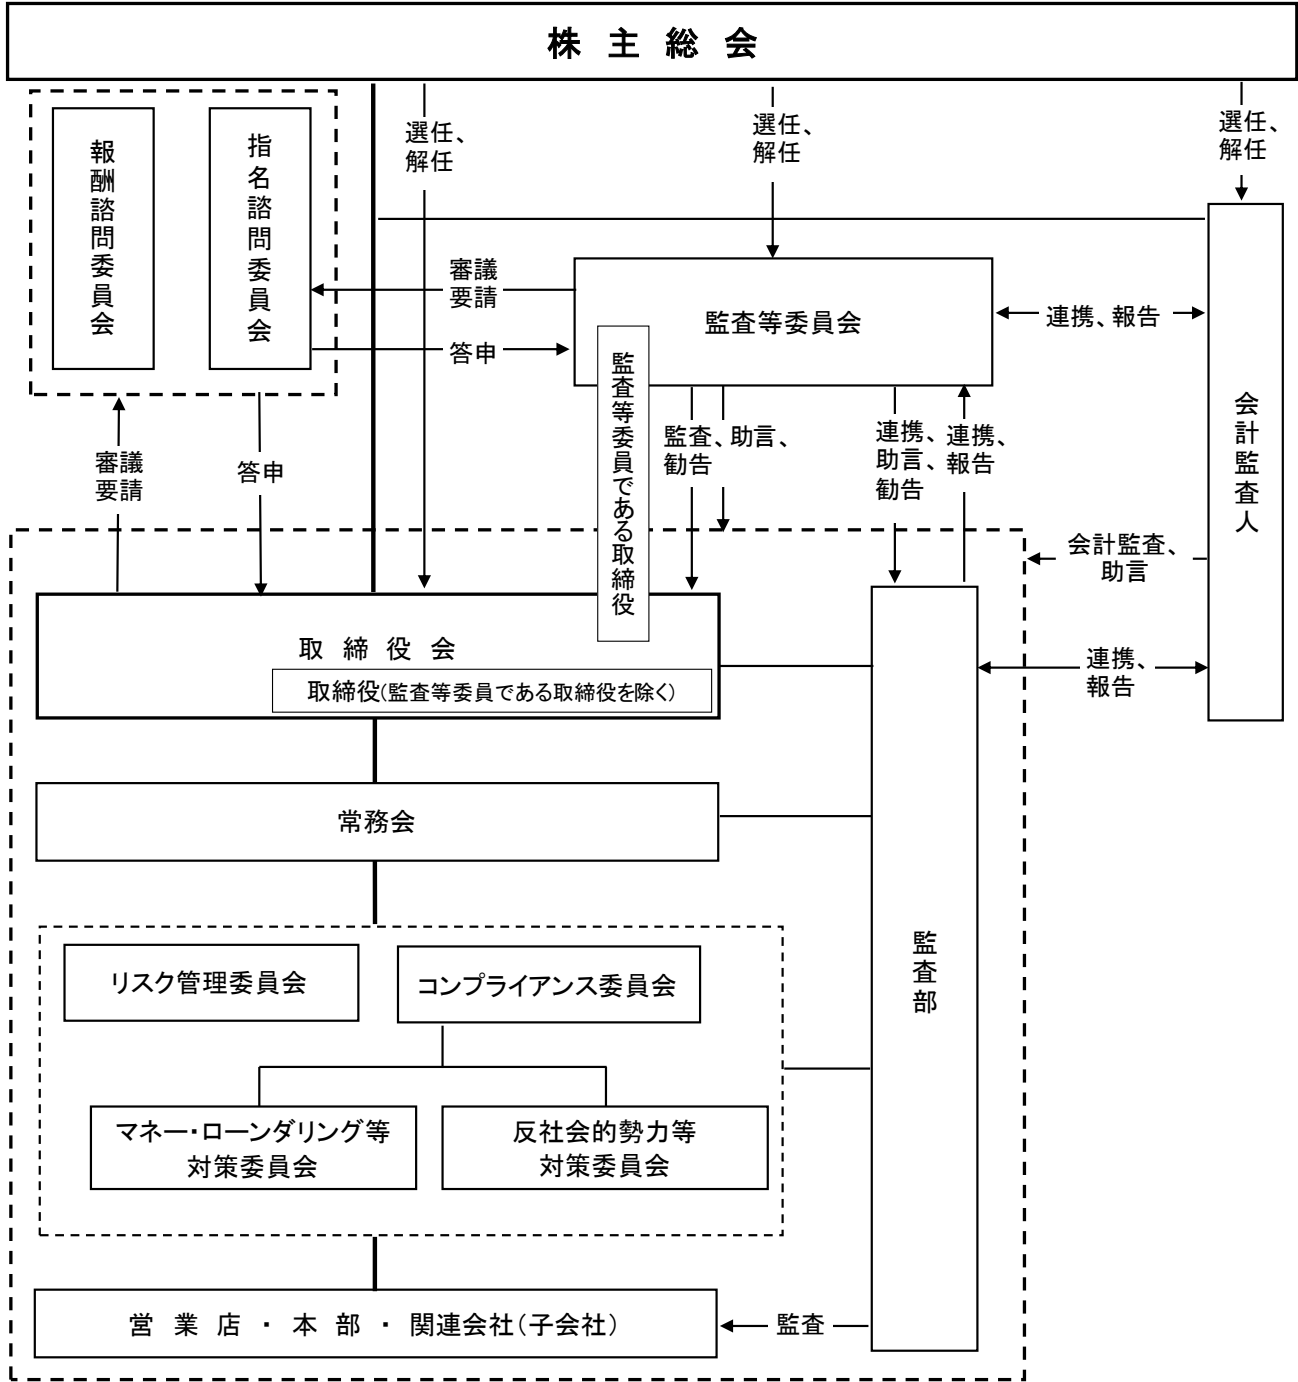 株 主 総 会
報酬諮問委員会
指名諮問委員会
選任、
解任
選任、
解任
選任、
解任
審議
要請
答申
監査等委員会
連携、報告
会計監査人
監査等委員である取締役
監査、
勧告
助言、
連携、
助言、
勧告
連携、
報告
審議
要請
答申
会計監査、
助言
取 締 役 会
取締役(監査等委員である取締役を除く)
連携、
報告
常務会
監査部
リスク管理委員会
コンプライアンス委員会
マネー・ローンダリング等
対策委員会
反社会的勢力等
対策委員会
営 業 店 ・ 本 部 ・ 関連会社(子会社)
監査